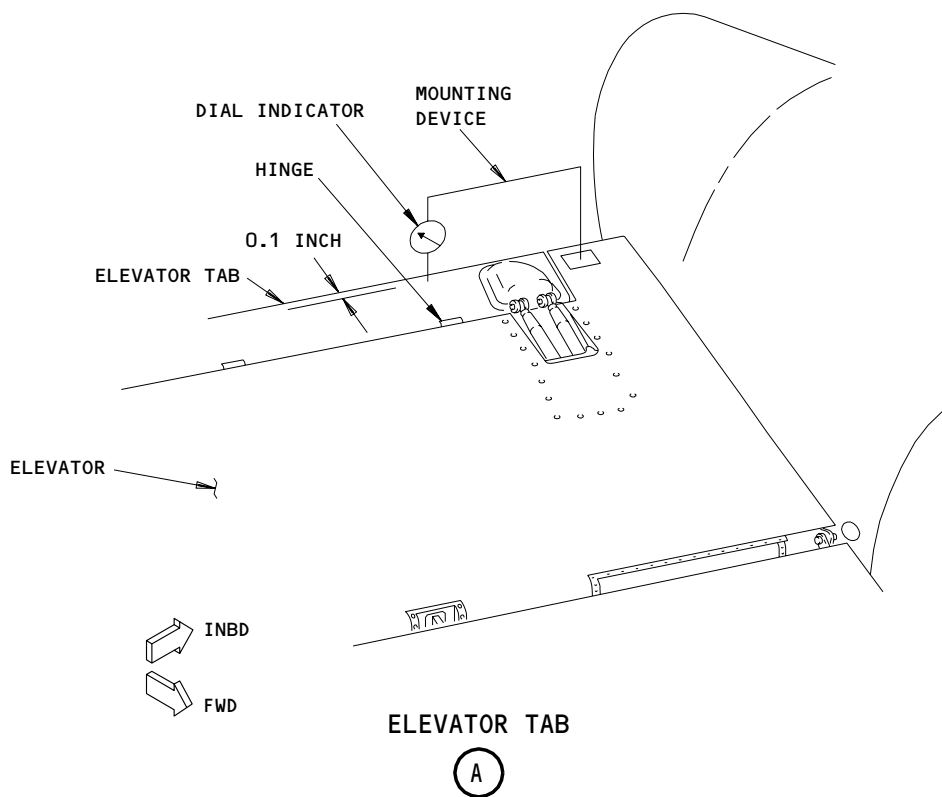 MOUNTING
DEVICE
DIAL INDICATOR
HINGE
0.1 INCH
ELEVATOR TAB
ELEVATOR
INBD
FWD
ELEVATOR TAB
A